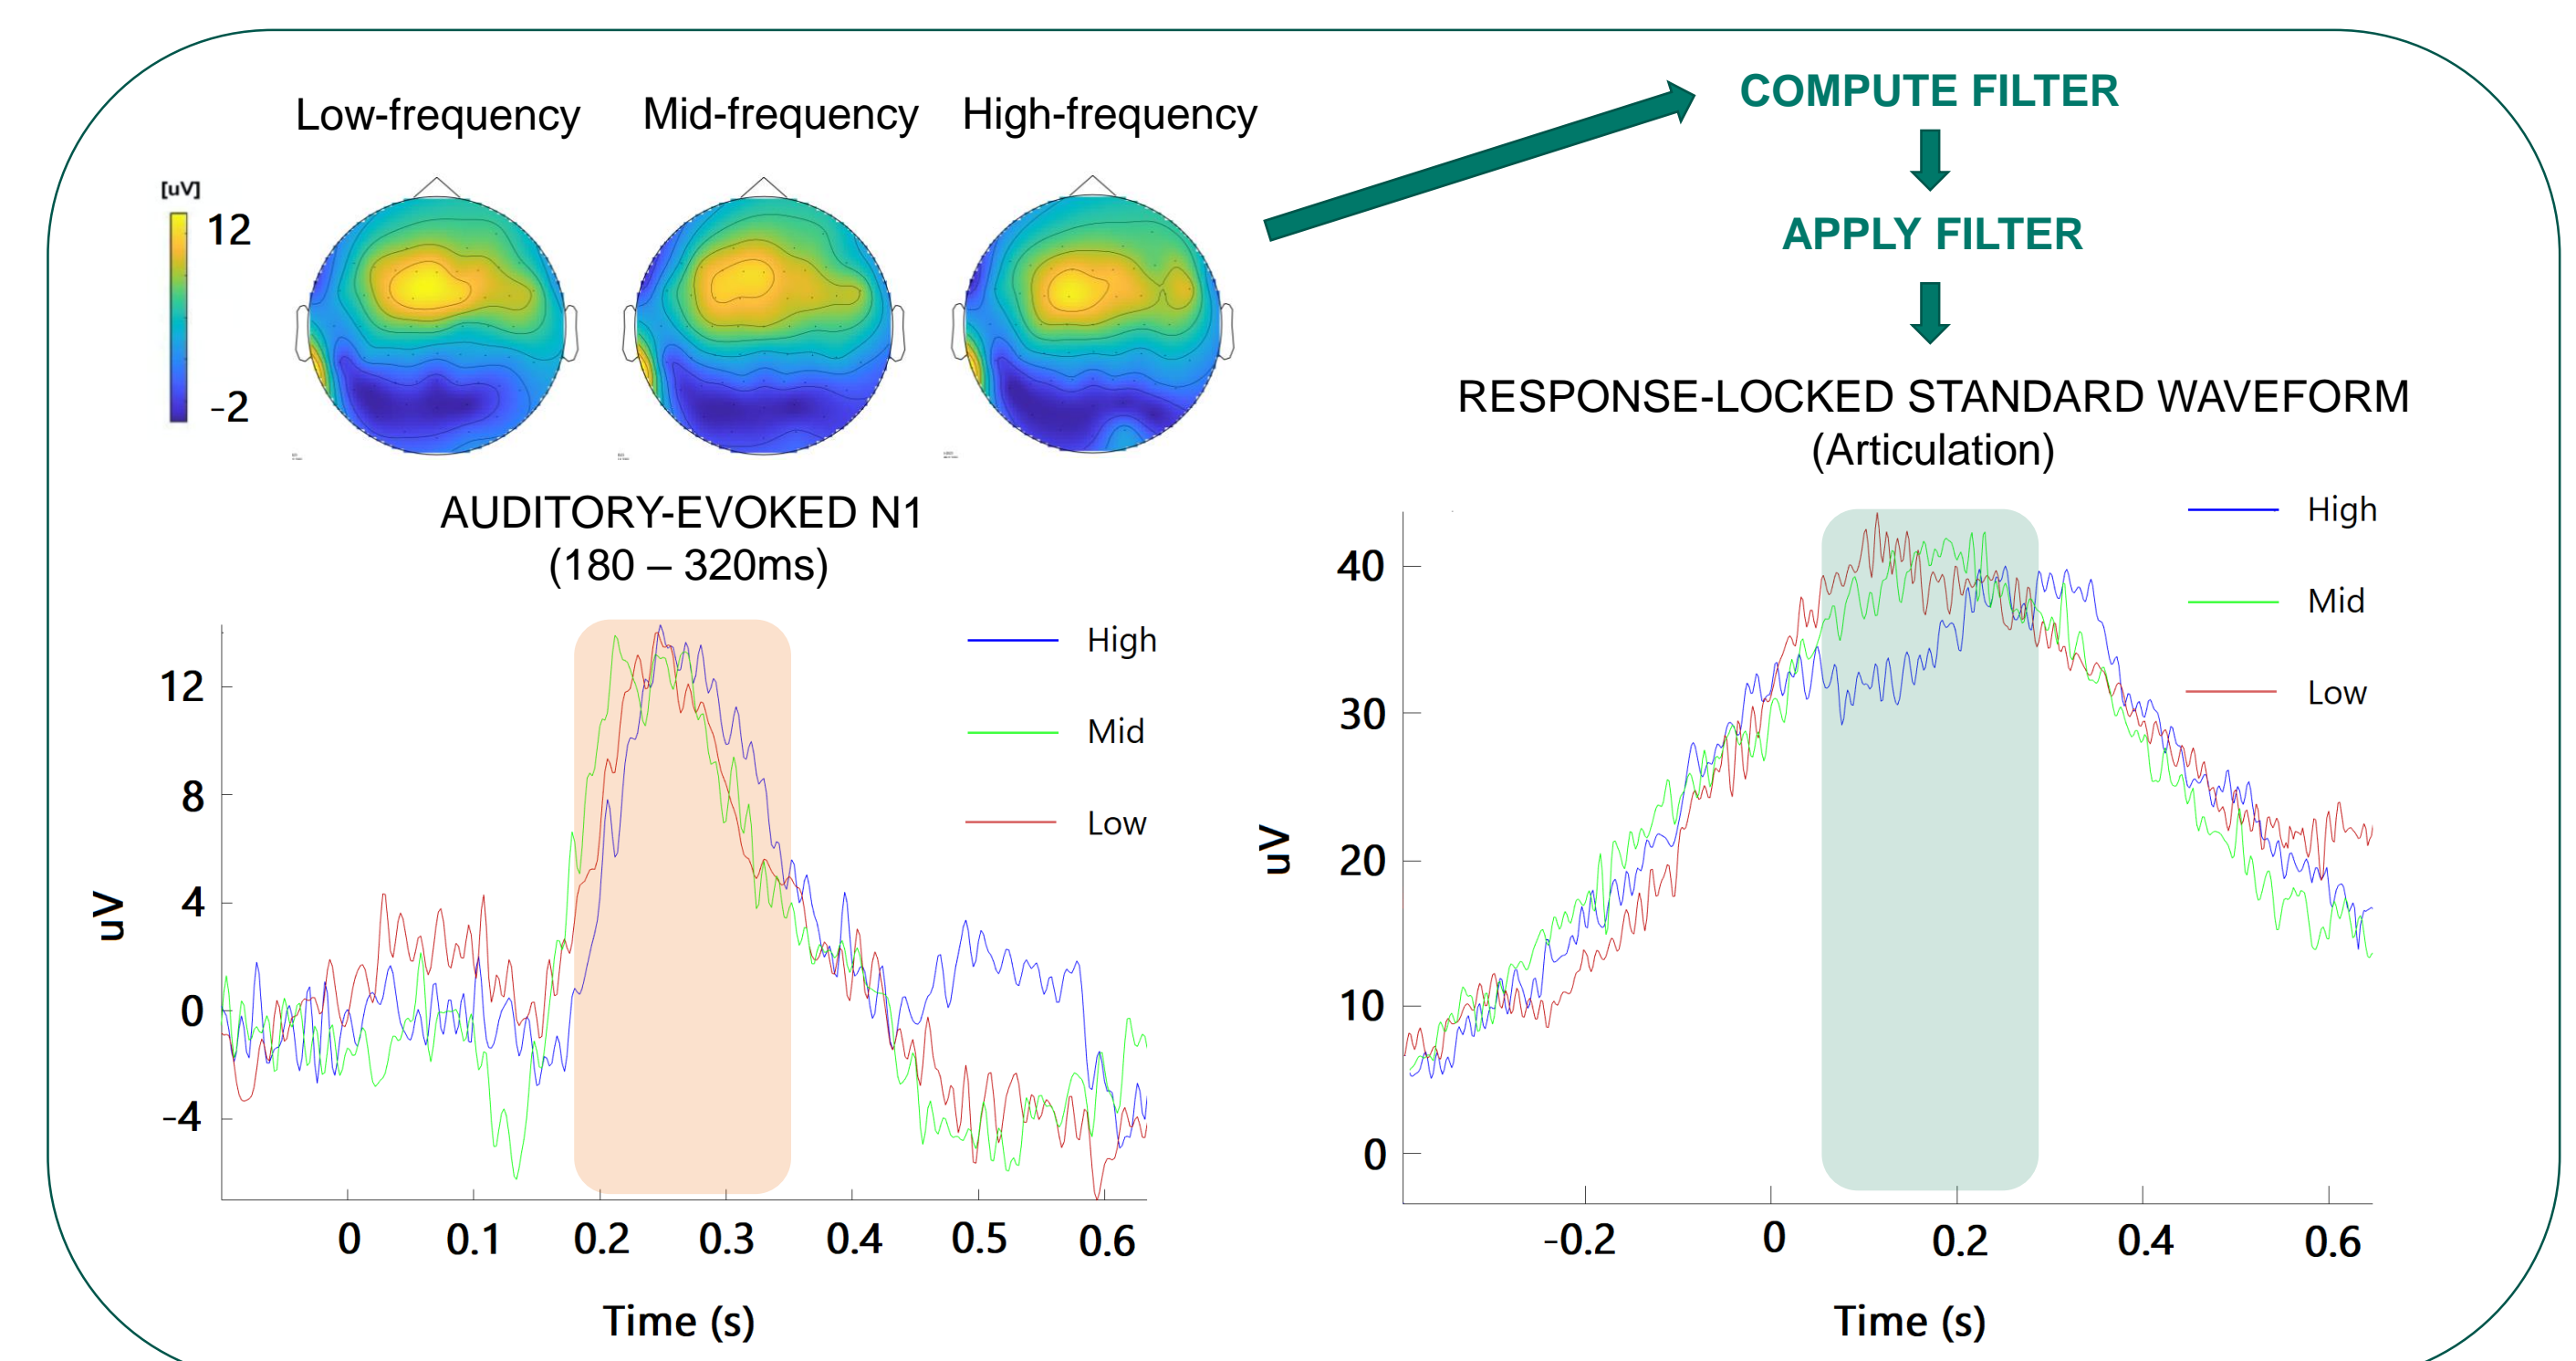 Low-frequency Mid-frequency High-frequency
[uV]
12
-2
COMPUTE FILTER
APPLY FILTER
RESPONSE-LOCKED STANDARD WAVEFORM
(Articulation)
AUDITORY-EVOKED N1
(180 – 320ms)
High
Mid
Low
12
8
4
0
-4
uV
0 0.1 0.2 0.3 0.4 0.5 0.6
Time (s)
High
Mid
Low
40
30
20
10
0
uV
-0.2 0 0.2 0.4 0.6
Time (s)